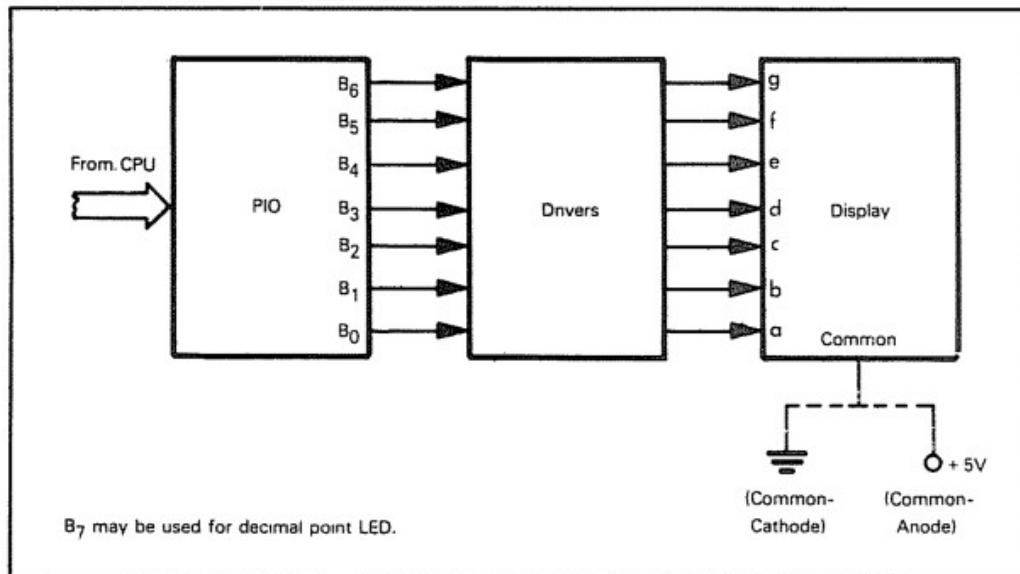 B6
g
B5
f
From. CPU
B4
e
PIO
B3
Drivers
d
Display
B2
c
B1
b
B0
a
Common
+ 5V
(Common-
Cathode)
(Common-
Anode)
B7 may be used for decimal point LED.